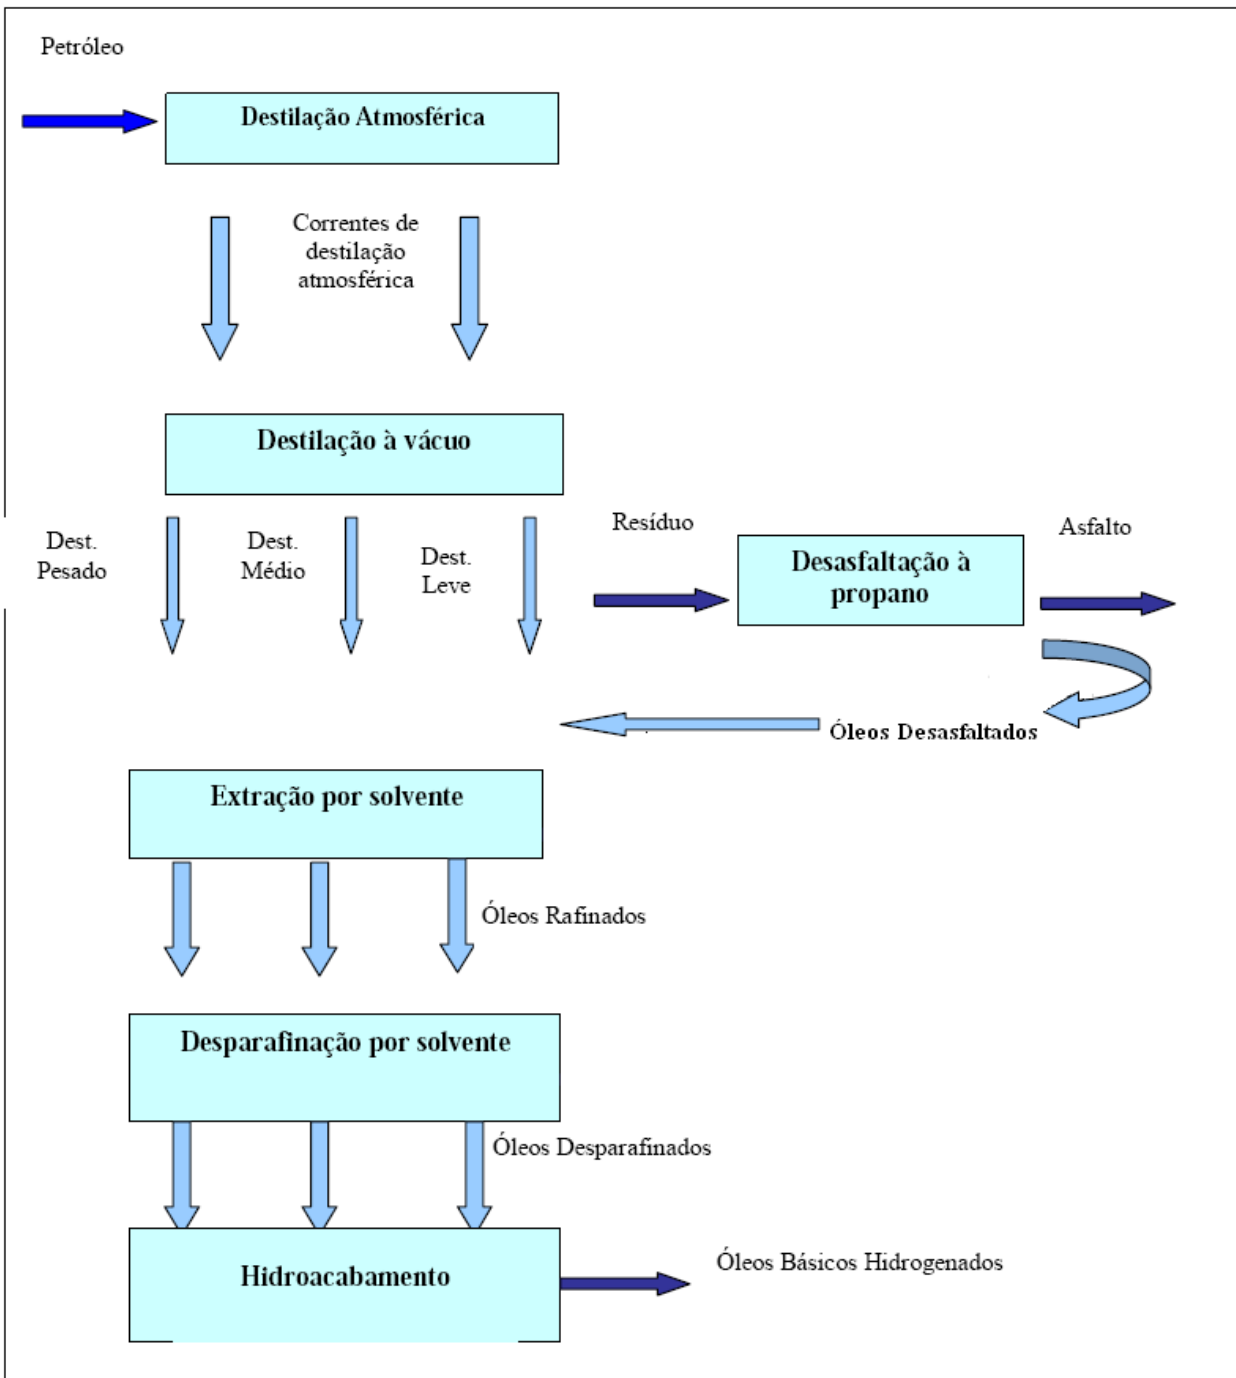 Petróleo
Destilação Atmosférica
Correntes de
destilação
atmosférica
Destilação à vácuo
Dest.
Pesado
Dest.
Médio
Dest.
Leve
Resíduo
Desasfaltação à
propano
Asfalto
Óleos Desasfaltados
Extração por solvente
Óleos Rafinados
Desparafinação por solvente
Óleos Desparafinados
Hidroacabamento
Óleos Básicos Hidrogenados